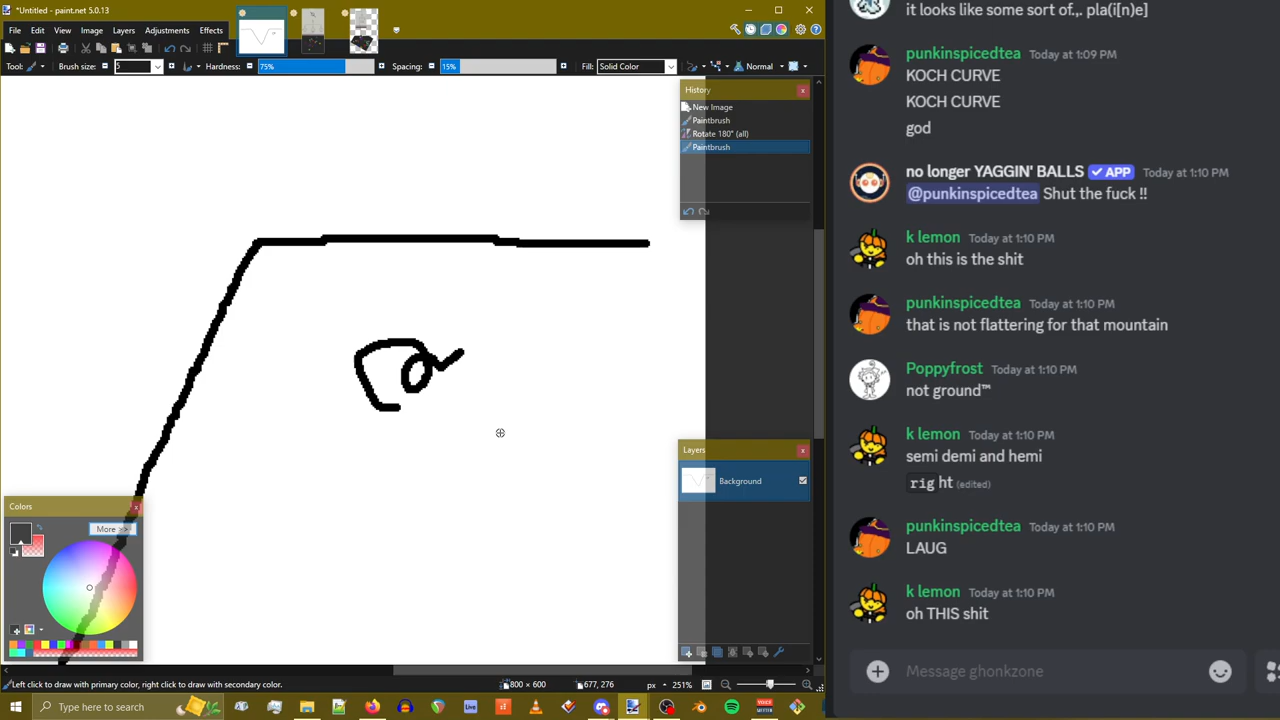 *Untitled - paint.net 5.0.13
File Edit View Image Layers Adjustments Effects
Tool: Brush size: 5 Hardness: 75% Spacing: 15% Fill: Solid Color Normal
History
New Image
Paintbrush
Rotate 180° (all)
Paintbrush
Layers
Background
Colors
More >>
Left click to draw with primary color, right click to draw with secondary color. 800 × 600 677, 276 px 251%
Type here to search
Live
it looks like some sort of,. pla(i[n)e]
punkinspicedtea Today at 1:09 PM
KOCH CURVE
KOCH CURVE
god
no longer YAGGIN' BALLS ✓ APP Today at 1:10 PM
@punkinspicedtea Shut the fuck !!
k lemon Today at 1:10 PM
oh this is the shit
punkinspicedtea Today at 1:10 PM
that is not flattering for that mountain
Poppyfrost Today at 1:10 PM
not ground™
k lemon Today at 1:10 PM
semi demi and hemi
right (edited)
punkinspicedtea Today at 1:10 PM
LAUG
k lemon Today at 1:10 PM
oh THIS shit
Message ghonkzone